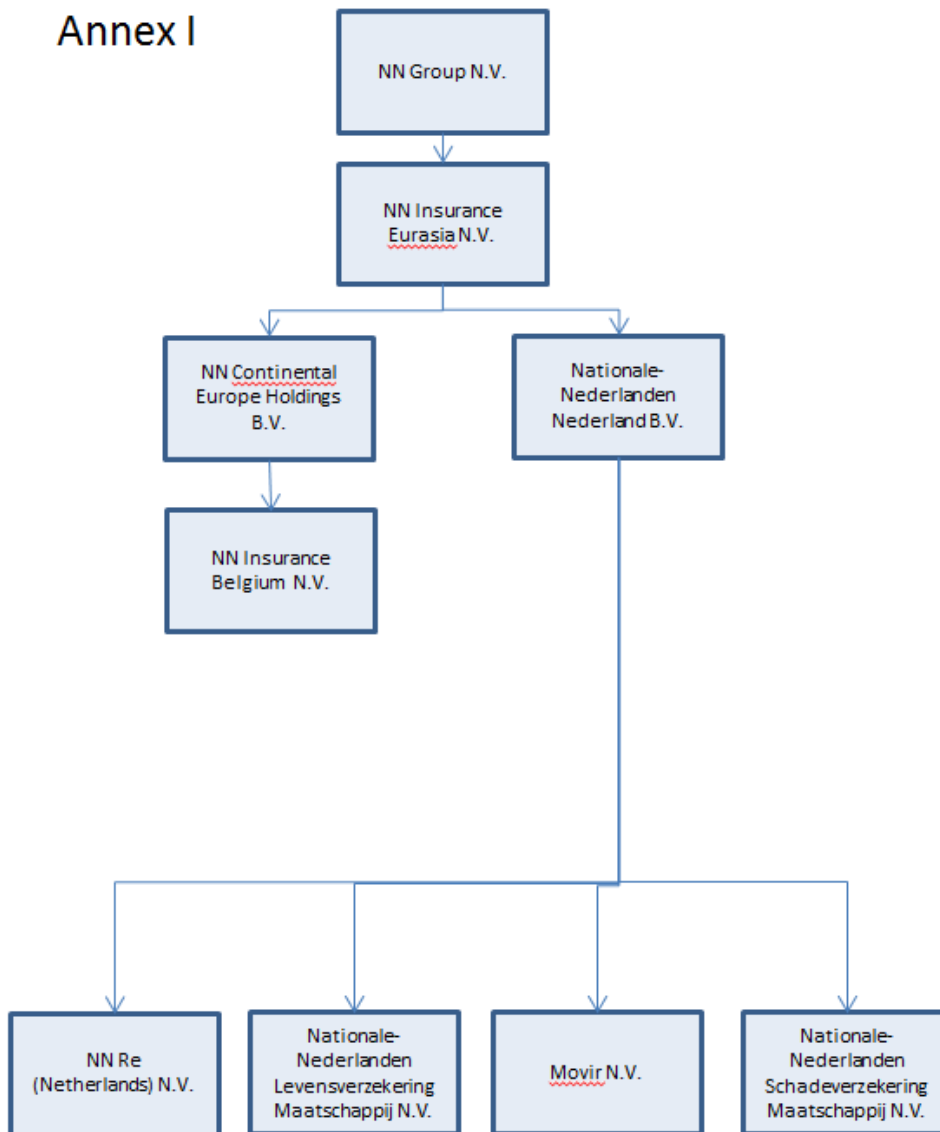 Annex I
NN Group N.V.
NN Insurance
Eurasia N.V.
NN Continental
Europe Holdings
B.V.
Nationale-
Nederlanden
Nederland B.V.
NN Insurance
Belgium N.V.
NN Re
(Netherlands) N.V.
Nationale-
Nederlanden
Levensverzekering
Maatschappij N.V.
Movir N.V.
Nationale-
Nederlanden
Schadeverzekering
Maatschappij N.V.